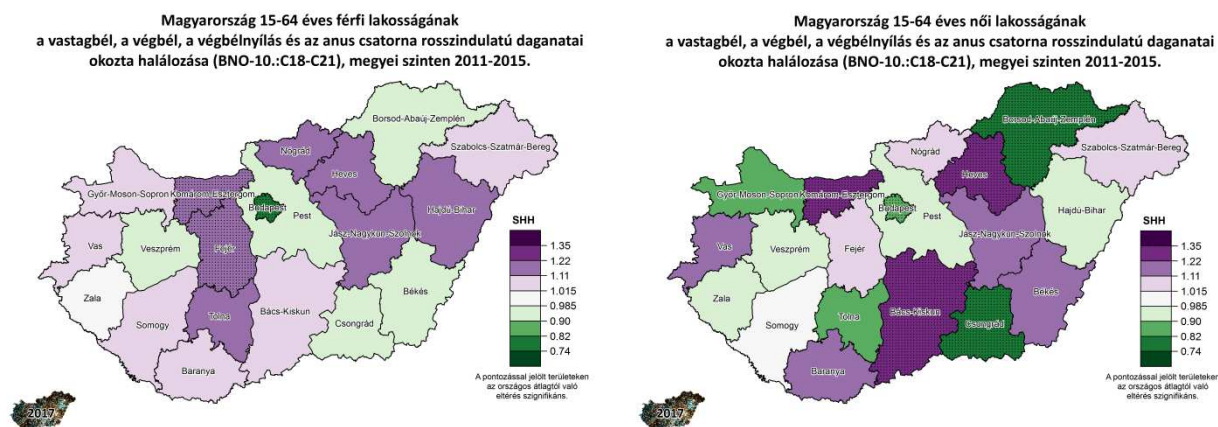 Magyarország 15-64 éves férfi lakosságának
a vastagbél, a végbél, a végbélnyílás és az anus csatorna rosszindulatú daganatai
okozta halálozása (BNO-10.:C18-C21), megyei szinten 2011-2015.
Borsod-Abaúj-Zemplén
Szabolcs-Szatmár-Bereg
Nógrád
Heves
Győr-Moson-Sopron
Komárom-Esztergom
Budapest
Pest
Hajdú-Bihar
Jász-Nagykun-Szolnok
Vas
Veszprém
Fejér
Zala
Somogy
Tolna
Bács-Kiskun
Békés
Csongrád
Baranya
SHH
1.35
1.22
1.11
1.015
0.985
0.90
0.82
0.74
A pontozással jelölt területeken
az országos átlagtól való
eltérés szignifikáns.
2017
Magyarország 15-64 éves női lakosságának
a vastagbél, a végbél, a végbélnyílás és az anus csatorna rosszindulatú daganatai
okozta halálozása (BNO-10.:C18-C21), megyei szinten 2011-2015.
Borsod-Abaúj-Zemplén
Szabolcs-Szatmár-Bereg
Nógrád
Heves
Győr-Moson-Sopron
Komárom-Esztergom
Budapest
Pest
Hajdú-Bihar
Jász-Nagykun-Szolnok
Vas
Veszprém
Fejér
Zala
Somogy
Tolna
Bács-Kiskun
Békés
Csongrád
Baranya
SHH
1.35
1.22
1.11
1.015
0.985
0.90
0.82
0.74
A pontozással jelölt területeken
az országos átlagtól való
eltérés szignifikáns.
2017